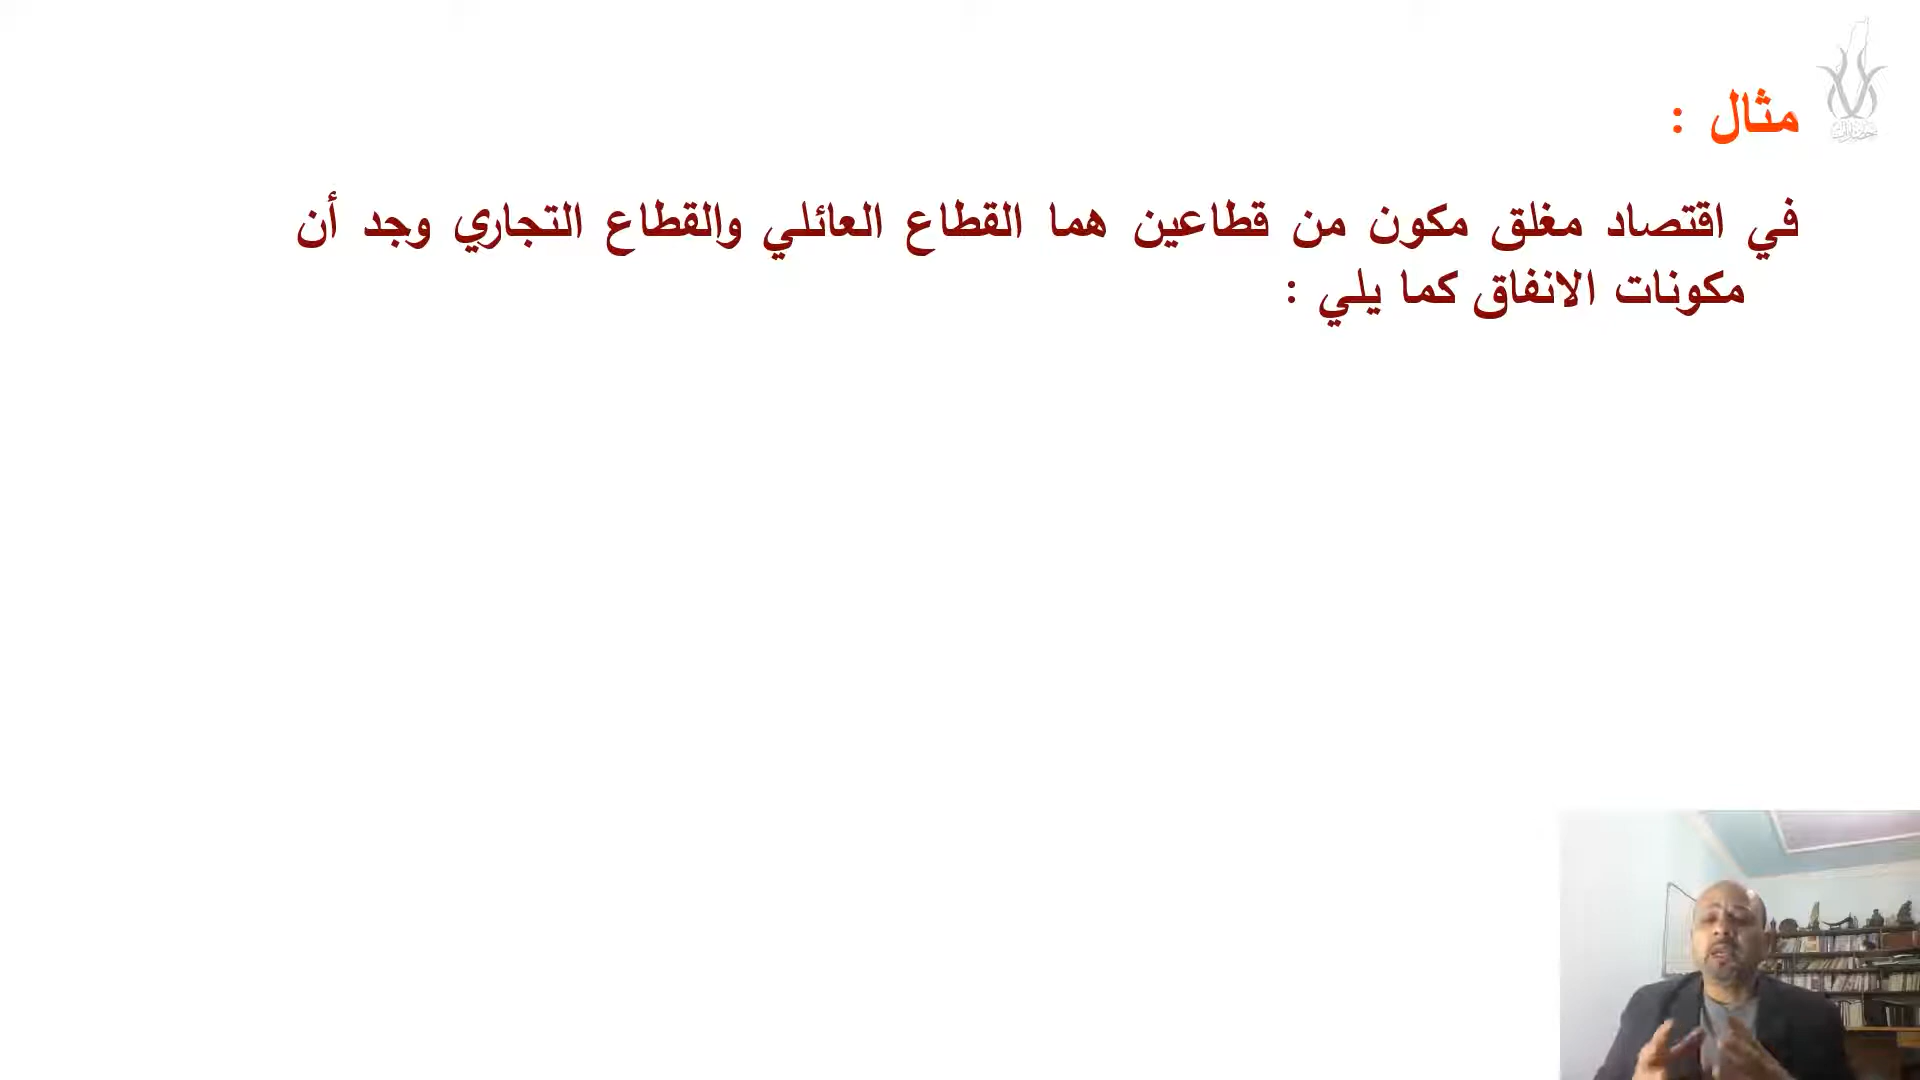 مثال :
في اقتصاد مغلق مكون من قطاعين هما القطاع العائلي والقطاع التجاري وجد أن
مكونات الانفاق كما يلي :